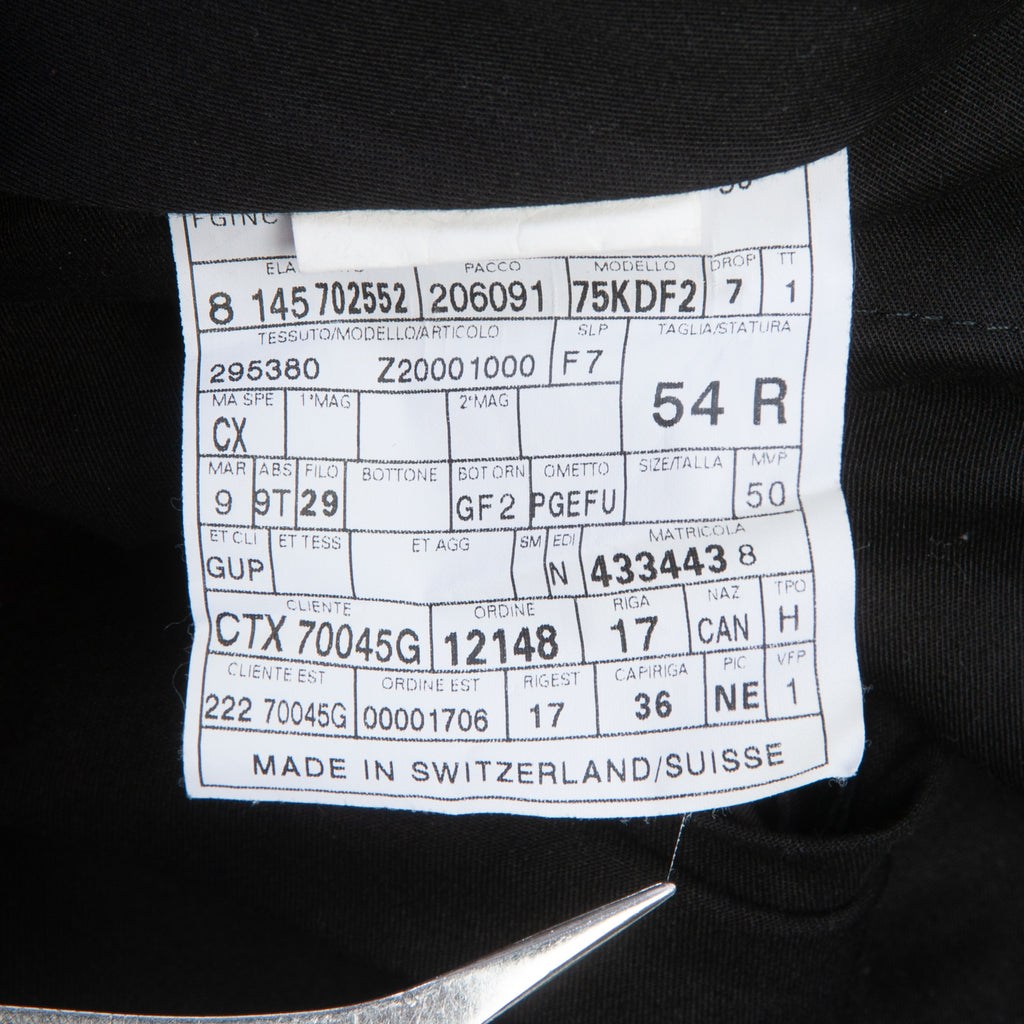 FGINC
PACCO MODELLO DROP TT
8 145 702552 206091 75KDF2 7 1
TESSUTO/MODELLO/ARTICOLO SLP TAGLIA/STATURA
295380 Z20001000 F7 54 R
MA SPE 1°MAG 2°MAG
CX
MAR ABS FILO BOTTONE BOT ORN OMETTO SIZE/TALLA MVP
9 9T 29 GF2 PGEFU 50
ET CLI ET TESS ET AGG SM EDI MATRICOLA
GUP N 433443 8
CLIENTE ORDINE RIGA NAZ TPO
CTX 70045G 12148 17 CAN H
CLIENTE EST ORDINE EST RIGEST CAPIRIGA PIC VFP
222 70045G 00001706 17 36 NE 1
MADE IN SWITZERLAND/SUISSE